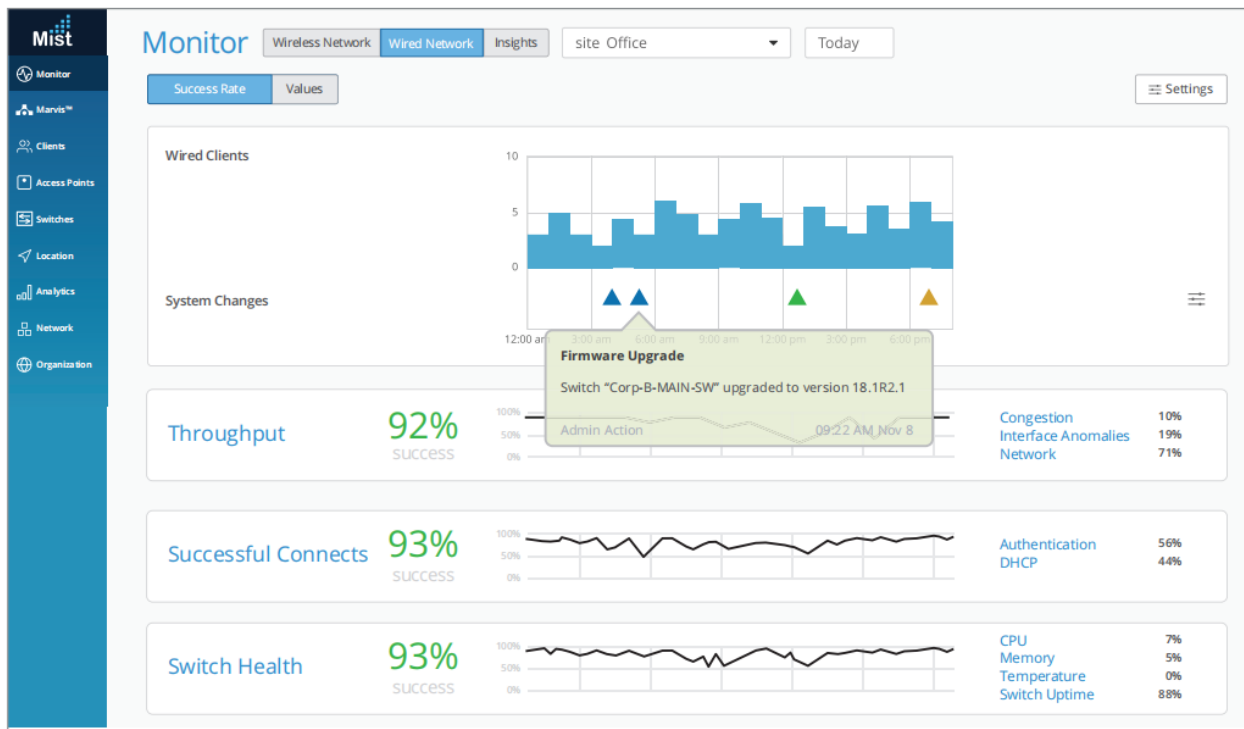 Mist
Monitor
Marvis™
Clients
Access Points
Switches
Location
Analytics
Network
Organization
Monitor
Wireless Network
Wired Network
Insights
site Office
Today
Success Rate
Values
Settings
Wired Clients
10
5
0
System Changes
12:00 am
3:00 am
6:00 am
9:00 am
12:00 pm
3:00 pm
6:00 pm
Firmware Upgrade
Switch “Corp-B-MAIN-SW” upgraded to version 18.1R2.1
Admin Action
09:22 AM Nov 8
Throughput
92%
success
100%
50%
0%
Congestion 10%
Interface Anomalies 19%
Network 71%
Successful Connects
93%
success
100%
50%
0%
Authentication 56%
DHCP 44%
Switch Health
93%
success
100%
50%
0%
CPU 7%
Memory 5%
Temperature 0%
Switch Uptime 88%